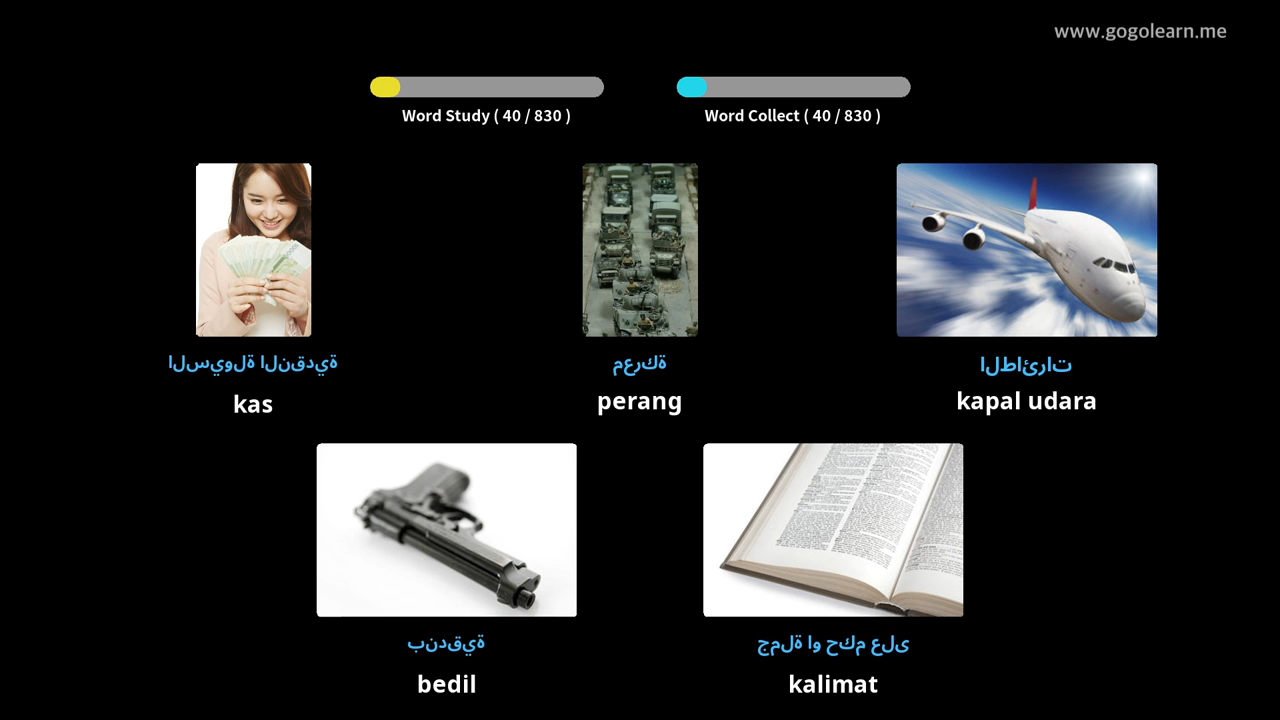 www.gogolearn.me
Word Study ( 40 / 830 )
Word Collect ( 40 / 830 )
السيولة النقدية
معركة
الطائرات
kas
perang
kapal udara
بندقية
جملة او حكم على
bedil
kalimat